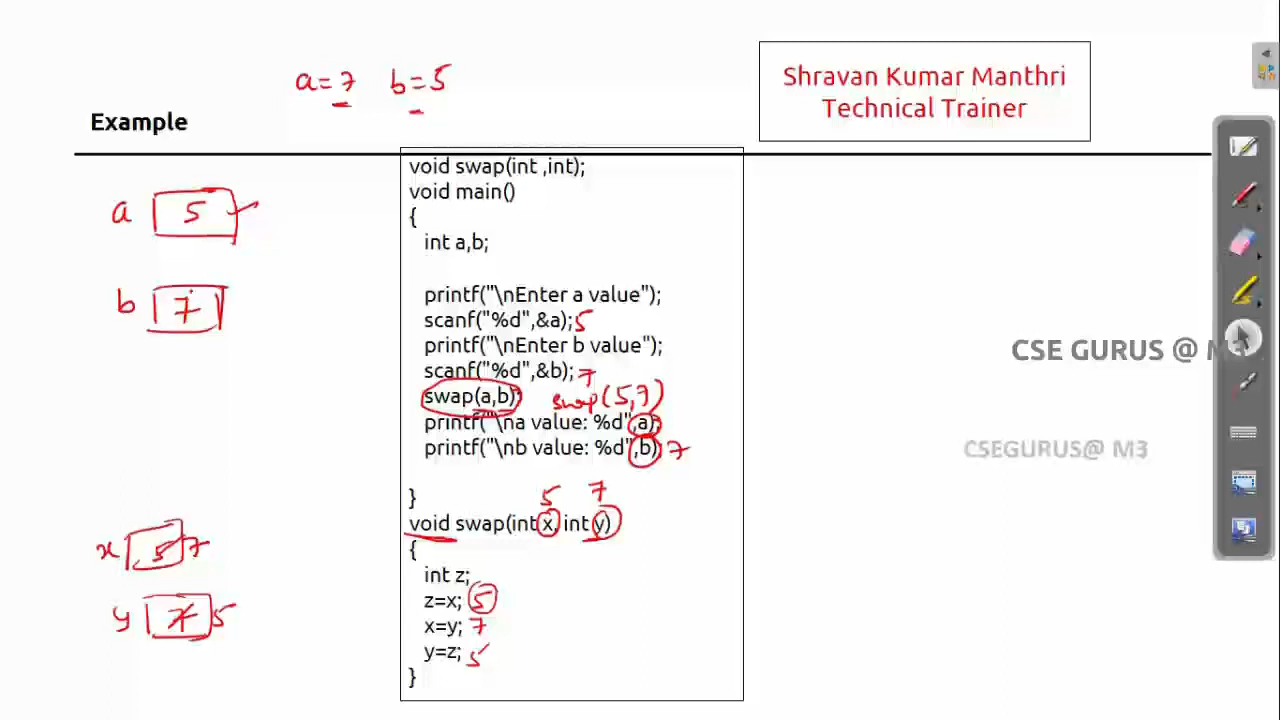 a=7 b=5
Shravan Kumar Manthri
Technical Trainer
Example
void swap(int ,int);
void main()
{
a 5
int a,b;
b 7
printf("\nEnter a value");
scanf("%d",&a); 5
printf("\nEnter b value");
scanf("%d",&b); 7
swap(a,b); swap(5,7)
printf("\na value: %d",a);
printf("\nb value: %d",b) 7
CSE GURUS @ M3
CSEGURUS@ M3
}
5 7
void swap(int x, int y)
{
x 5 7
int z;
z=x; 5
y 7 5
x=y; 7
y=z; 5
}